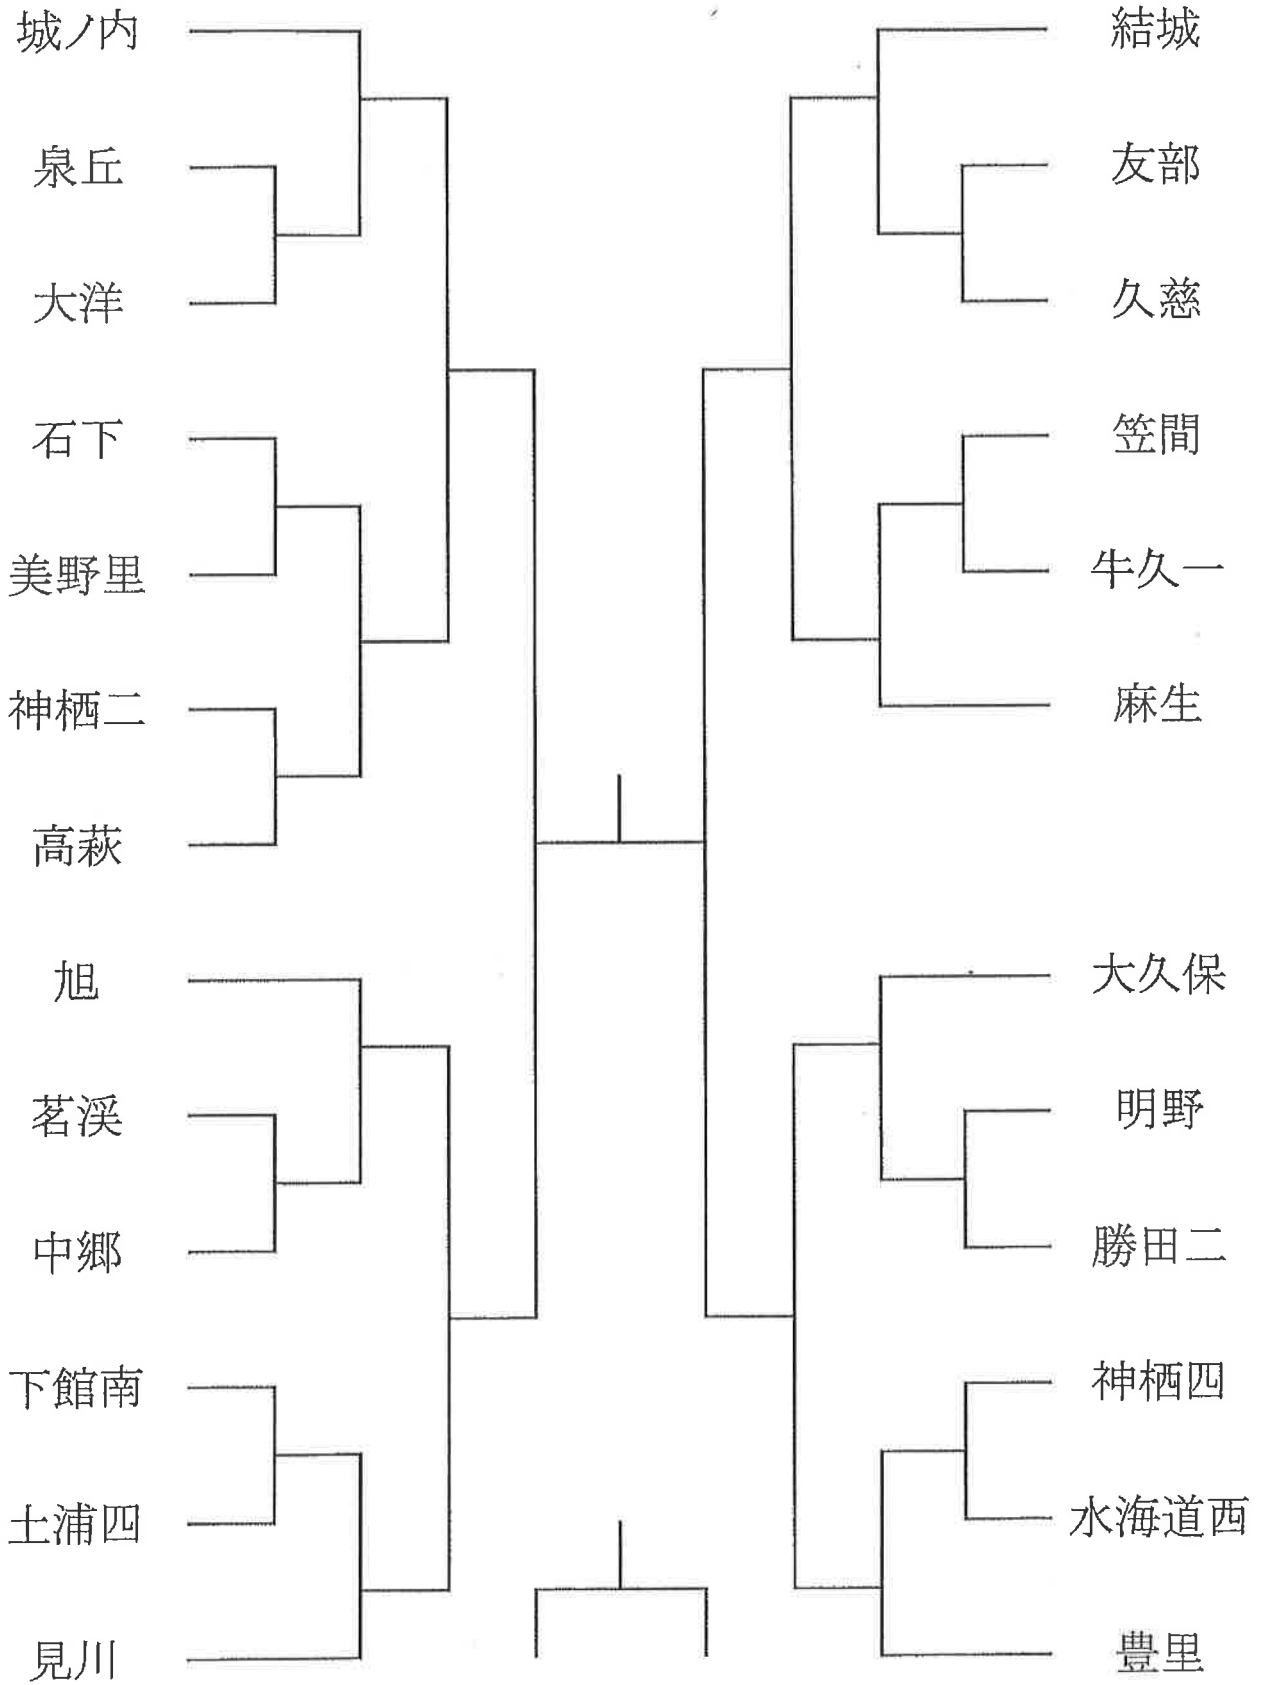 城ノ内
泉丘
大洋
石下
美野里
神栖二
高萩
旭
茗渓
中郷
下館南
土浦四
見川
結城
友部
久慈
笠間
牛久一
麻生
大久保
明野
勝田二
神栖四
水海道西
豊里